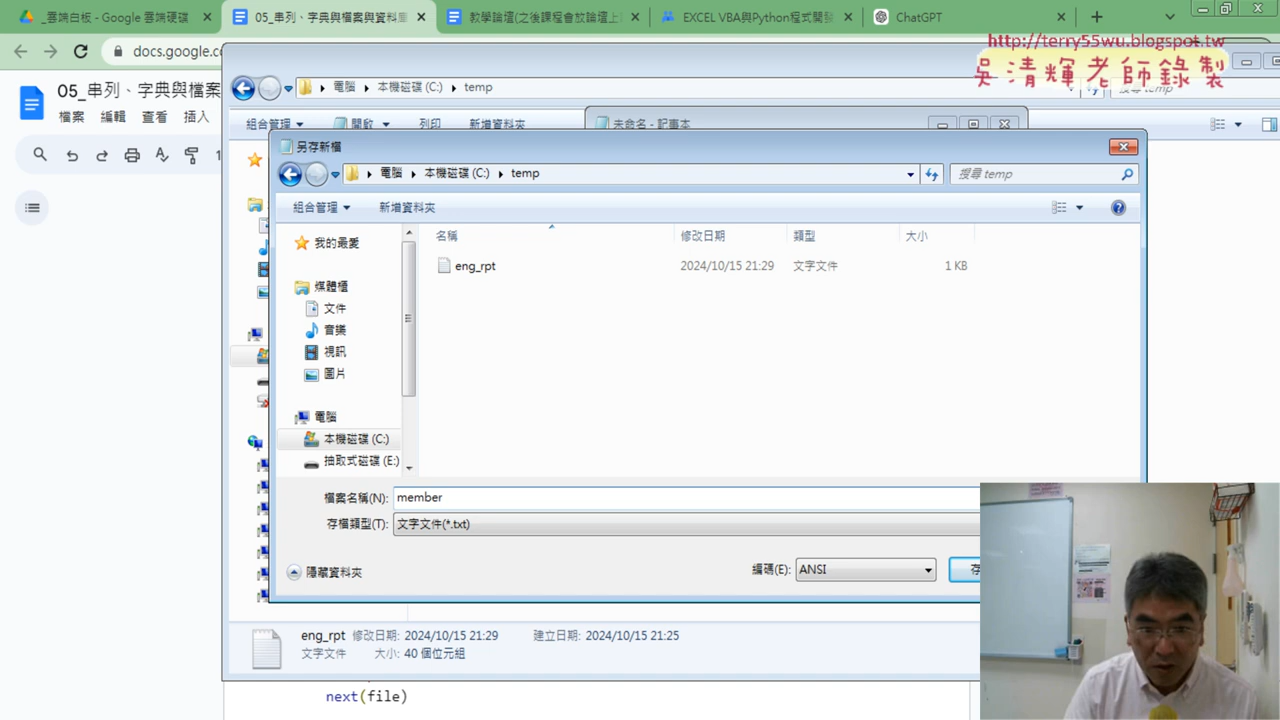 _雲端白板 - Google 雲端硬碟
05_串列、字典與檔案與資料庫
教學論壇(之後課程會放論壇上
EXCEL VBA與Python程式開發
ChatGPT
docs.google.co
http://terry55wu.blogspot.tw
吳清輝老師錄製
05_串列、字典與檔案
檔案 編輯 查看 插入
電腦 本機磁碟 (C:) temp
搜尋 temp
組合管理 開啟 列印 新增資料夾
未命名 - 記事本
另存新檔
電腦 本機磁碟 (C:) temp
搜尋 temp
組合管理 新增資料夾
我的最愛
媒體櫃
文件
音樂
視訊
圖片
電腦
本機磁碟 (C:)
抽取式磁碟 (E:)
名稱 修改日期 類型 大小
eng_rpt 2024/10/15 21:29 文字文件 1 KB
檔案名稱(N): member
存檔類型(T): 文字文件(*.txt)
隱藏資料夾
編碼(E): ANSI
存
eng_rpt 修改日期: 2024/10/15 21:29 建立日期: 2024/10/15 21:25
文字文件 大小: 40 個位元組
next(file)